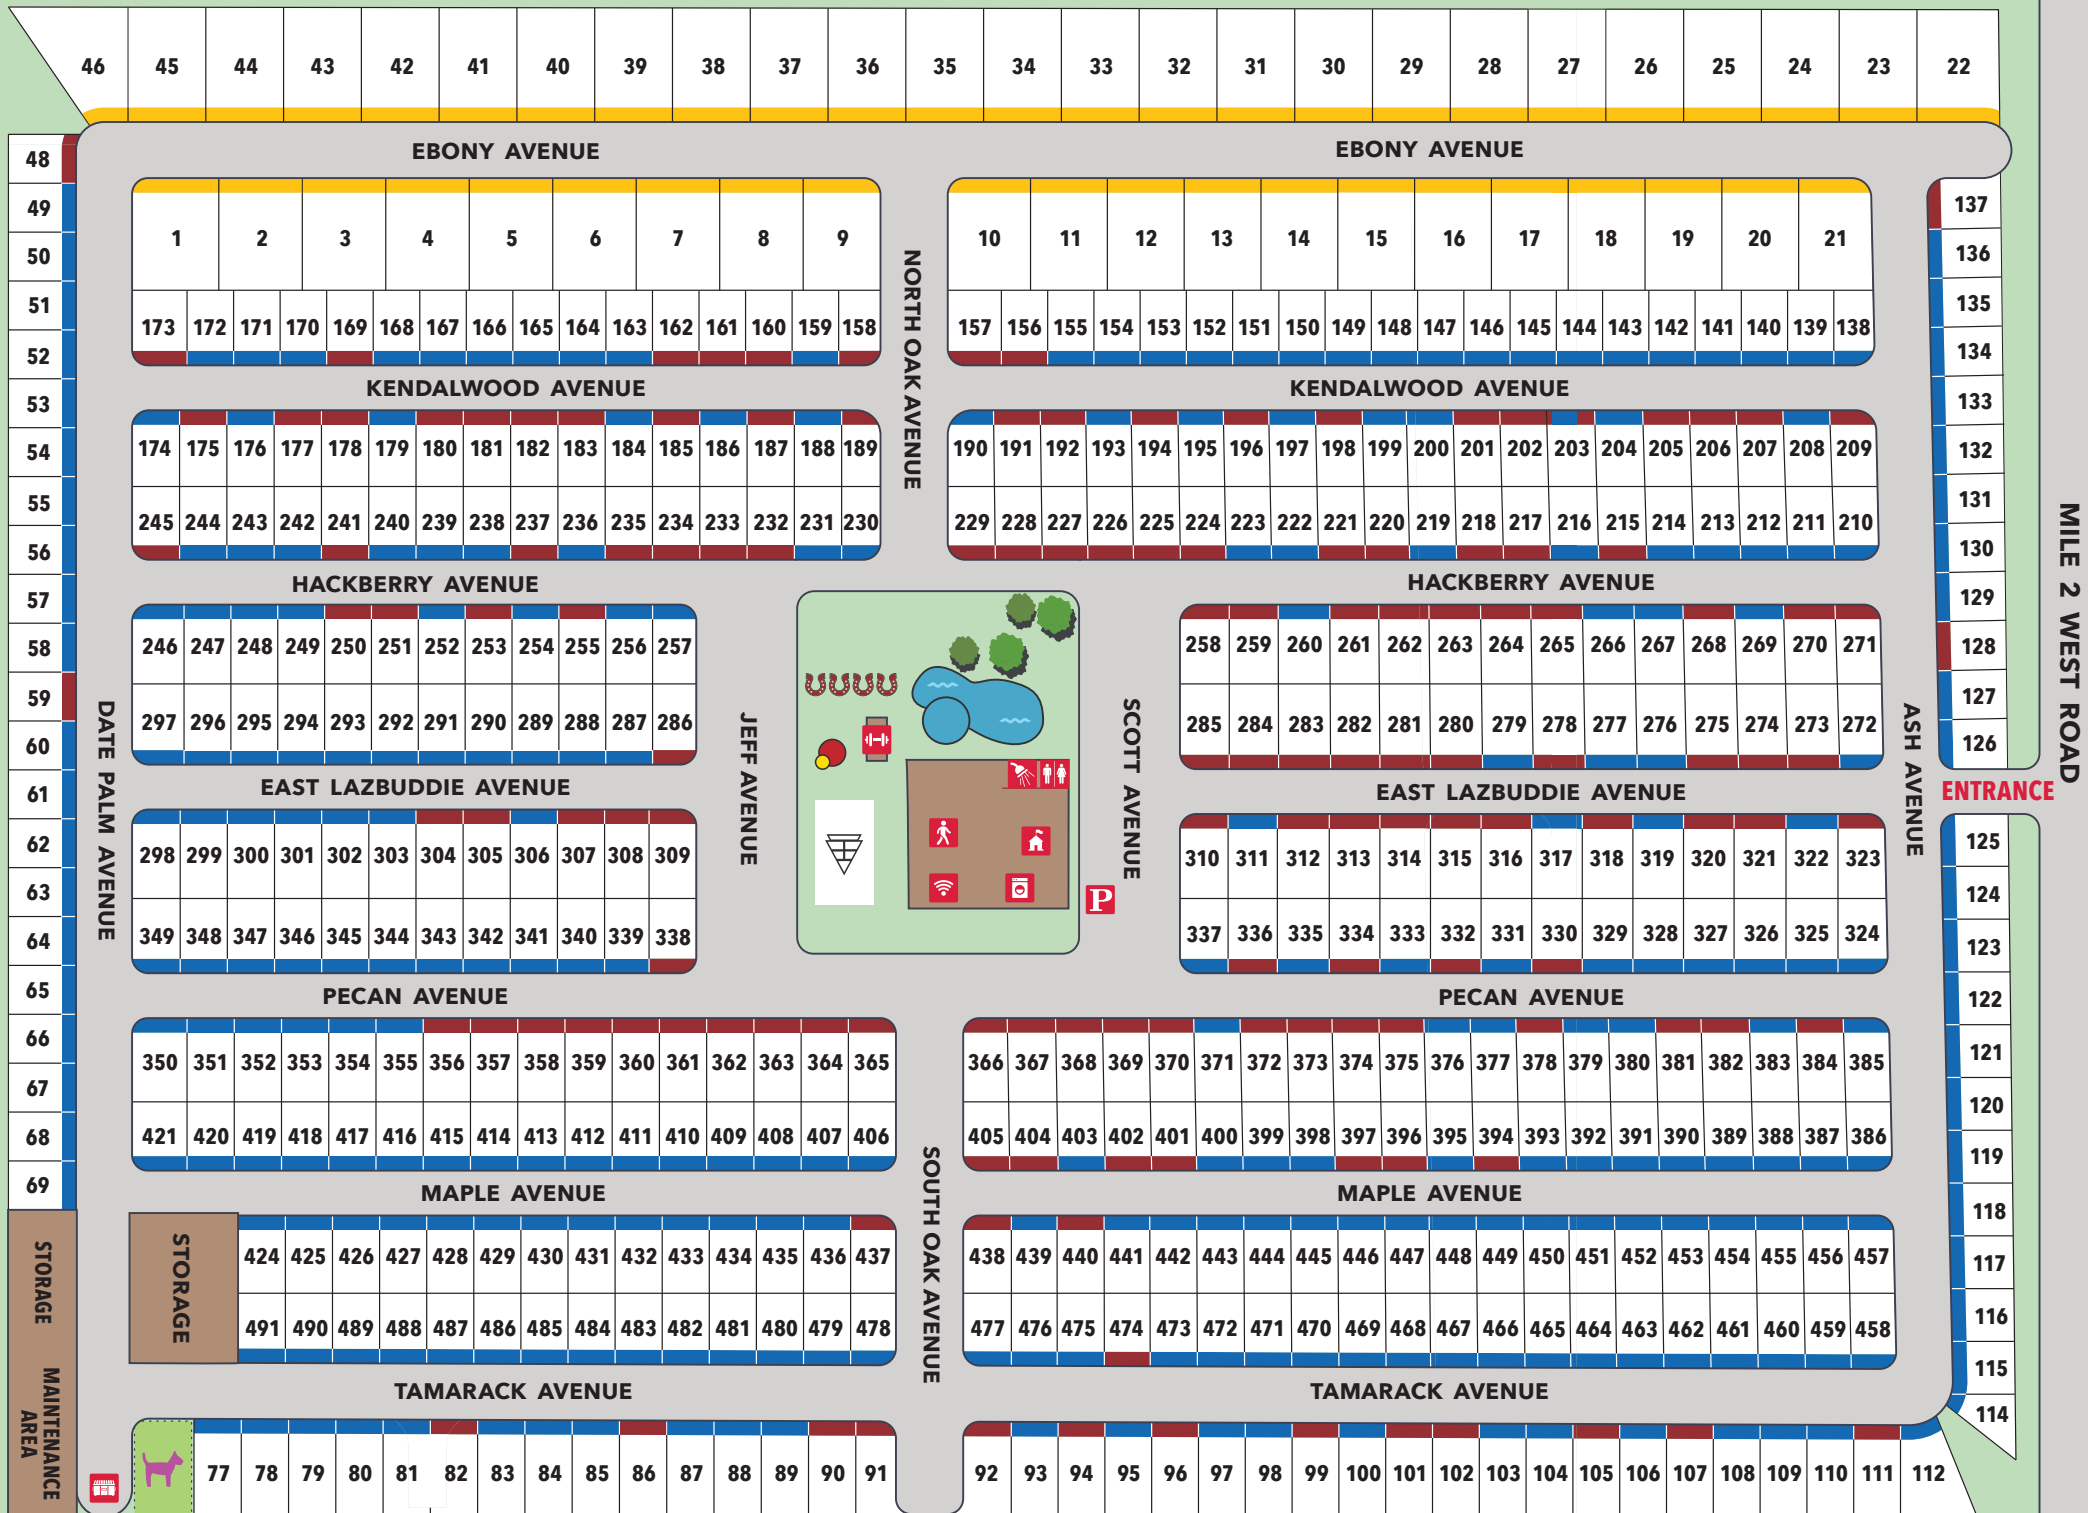 46 45 44 43 42 41 40 39 38 37 36 35 34 33 32 31 30 29 28 27 26 25 24 23 22
EBONY AVENUE EBONY AVENUE
48
49
50
51
52
53
54
55
56
57
58
59
60
61
62
63
64
65
66
67
68
69
STORAGE
MAINTENANCE
AREA
DATE PALM AVENUE
1 2 3 4 5 6 7 8 9
173 172 171 170 169 168 167 166 165 164 163 162 161 160 159 158
NORTH OAK AVENUE
10 11 12 13 14 15 16 17 18 19 20 21
157 156 155 154 153 152 151 150 149 148 147 146 145 144 143 142 141 140 139 138
KENDALWOOD AVENUE KENDALWOOD AVENUE
174 175 176 177 178 179 180 181 182 183 184 185 186 187 188 189
245 244 243 242 241 240 239 238 237 236 235 234 233 232 231 230
190 191 192 193 194 195 196 197 198 199 200 201 202 203 204 205 206 207 208 209
229 228 227 226 225 224 223 222 221 220 219 218 217 216 215 214 213 212 211 210
HACKBERRY AVENUE HACKBERRY AVENUE
246 247 248 249 250 251 252 253 254 255 256 257
297 296 295 294 293 292 291 290 289 288 287 286
JEFF AVENUE
P
SCOTT AVENUE
258 259 260 261 262 263 264 265 266 267 268 269 270 271
285 284 283 282 281 280 279 278 277 276 275 274 273 272
ASH AVENUE
EAST LAZBUDDIE AVENUE EAST LAZBUDDIE AVENUE
298 299 300 301 302 303 304 305 306 307 308 309
349 348 347 346 345 344 343 342 341 340 339 338
310 311 312 313 314 315 316 317 318 319 320 321 322 323
337 336 335 334 333 332 331 330 329 328 327 326 325 324
PECAN AVENUE PECAN AVENUE
350 351 352 353 354 355 356 357 358 359 360 361 362 363 364 365
421 420 419 418 417 416 415 414 413 412 411 410 409 408 407 406
366 367 368 369 370 371 372 373 374 375 376 377 378 379 380 381 382 383 384 385
405 404 403 402 401 400 399 398 397 396 395 394 393 392 391 390 389 388 387 386
MAPLE AVENUE MAPLE AVENUE
STORAGE
424 425 426 427 428 429 430 431 432 433 434 435 436 437
491 490 489 488 487 486 485 484 483 482 481 480 479 478
SOUTH OAK AVENUE
438 439 440 441 442 443 444 445 446 447 448 449 450 451 452 453 454 455 456 457
477 476 475 474 473 472 471 470 469 468 467 466 465 464 463 462 461 460 459 458
TAMARACK AVENUE TAMARACK AVENUE
77 78 79 80 81 82 83 84 85 86 87 88 89 90 91
92 93 94 95 96 97 98 99 100 101 102 103 104 105 106 107 108 109 110 111 112
137
136
135
134
133
132
131
130
129
128
127
126
ENTRANCE
125
124
123
122
121
120
119
118
117
116
115
114
MILE 2 WEST ROAD